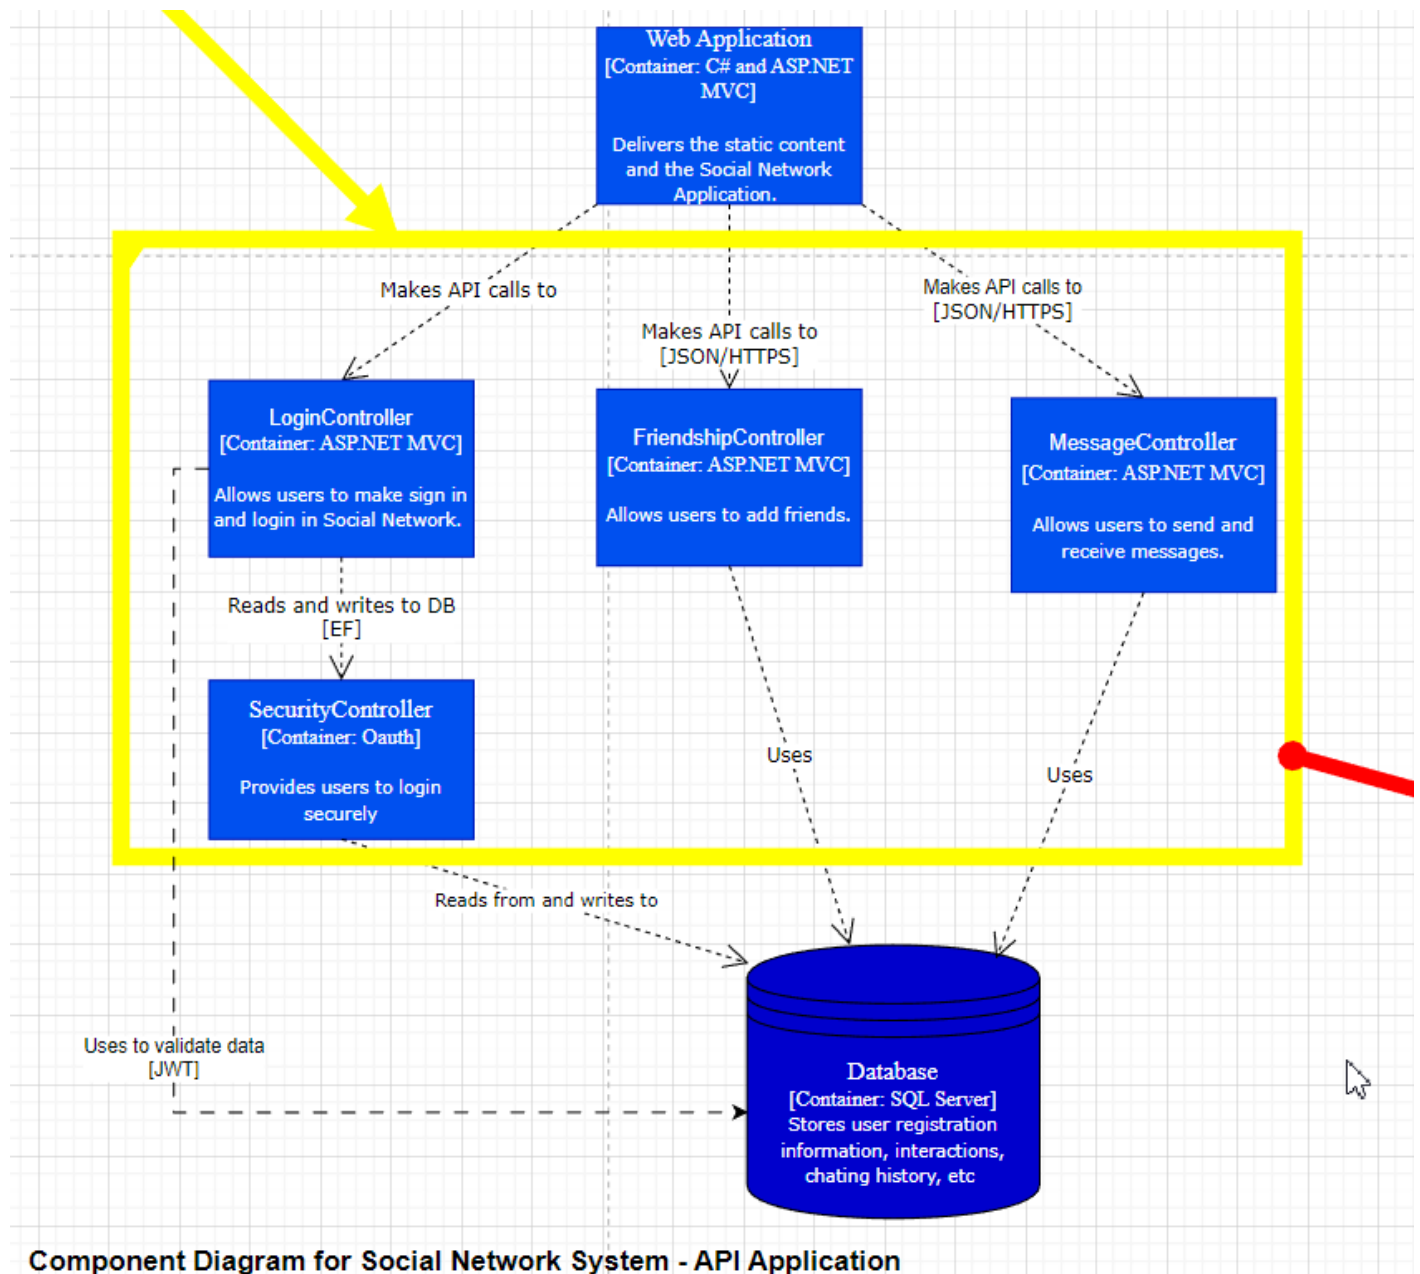 Web Application
[Container: C# and ASP.NET
MVC]
Delivers the static content
and the Social Network
Application.
Makes API calls to
Makes API calls to
[JSON/HTTPS]
Makes API calls to
[JSON/HTTPS]
LoginController
[Container: ASP.NET MVC]
Allows users to make sign in
and login in Social Network.
FriendshipController
[Container: ASP.NET MVC]
Allows users to add friends.
MessageController
[Container: ASP.NET MVC]
Allows users to send and
receive messages.
Reads and writes to DB
[EF]
SecurityController
[Container: Oauth]
Provides users to login
securely
Uses
Uses
Reads from and writes to
Uses to validate data
[JWT]
Database
[Container: SQL Server]
Stores user registration
information, interactions,
chating history, etc
Component Diagram for Social Network System - API Application